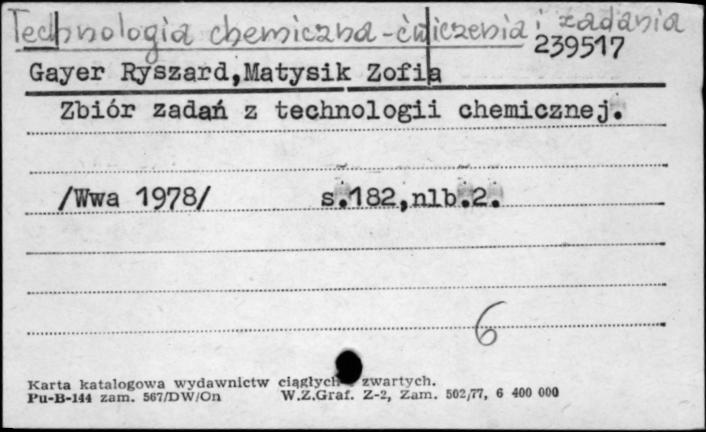 Technologia chemiczna - ćwiczenia i zadania
239517
Gayer Ryszard,Matysik Zofia
Zbiór zadań z technologii chemicznej.
/Wwa 1978/ s.182,nlb.2.
6
Karta katalogowa wydawnictw ciągłych zwartych.
Pu-B-144 zam. 567/DW/On W.Z.Graf. Z-2, Zam. 502/77, 6 400 000